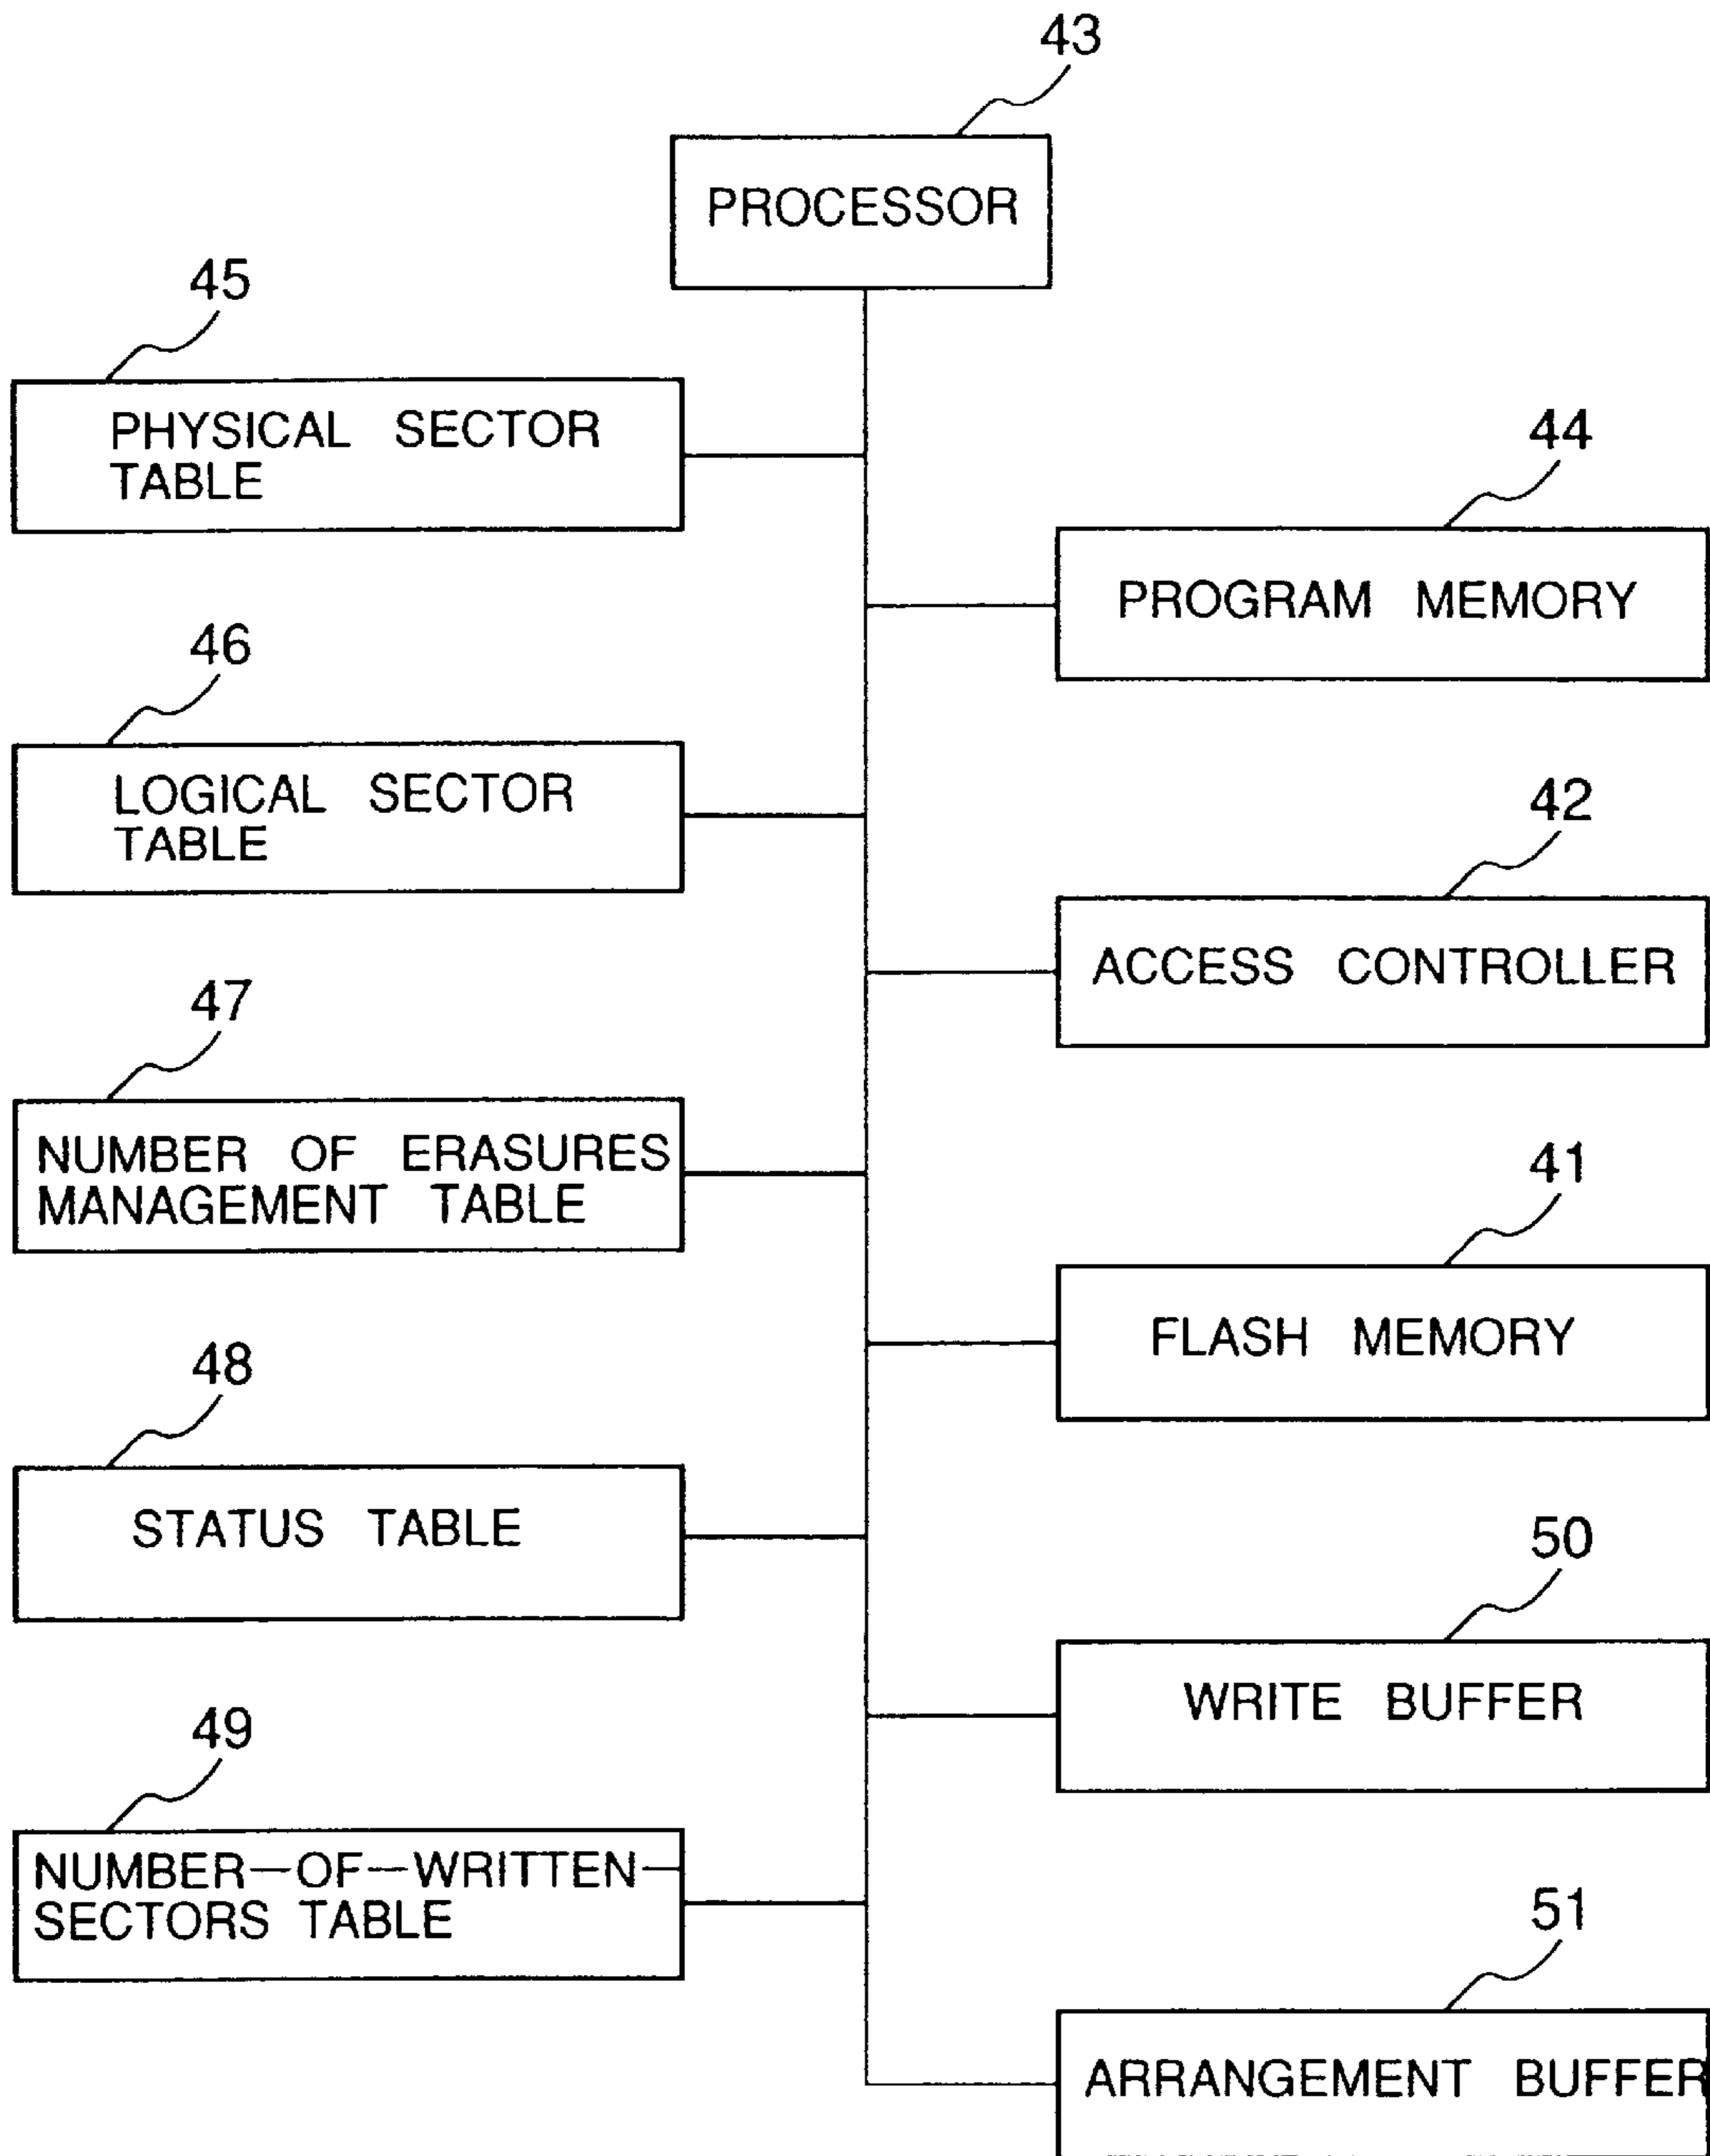 43
PROCESSOR
45
PHYSICAL SECTOR
TABLE
44
PROGRAM MEMORY
46
LOGICAL SECTOR
TABLE
42
ACCESS CONTROLLER
47
NUMBER OF ERASURES
MANAGEMENT TABLE
41
FLASH MEMORY
48
STATUS TABLE
50
WRITE BUFFER
49
NUMBER-OF-WRITTEN-
SECTORS TABLE
51
ARRANGEMENT BUFFER